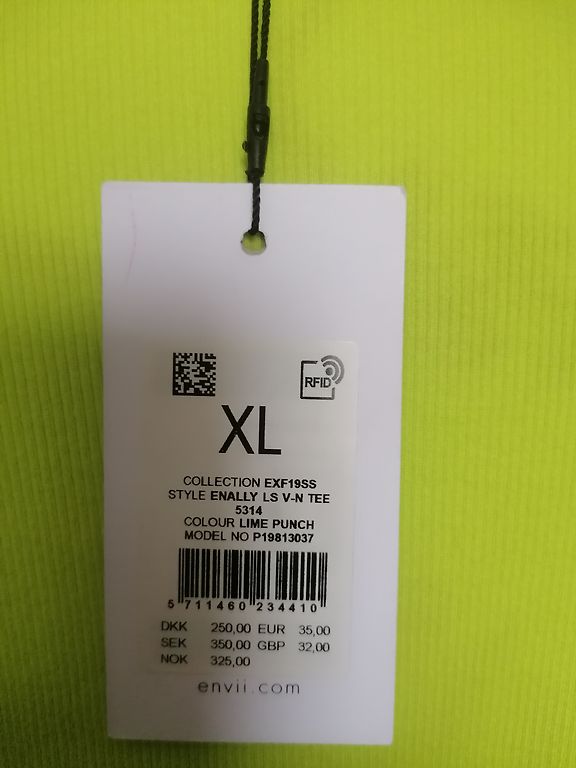 RFID
XL
COLLECTION EXF19SS
STYLE ENALLY LS V-N TEE
5314
COLOUR LIME PUNCH
MODEL NO P19813037
5 711460 234410
DKK 250,00 EUR 35,00
SEK 350,00 GBP 32,00
NOK 325,00
envii.com